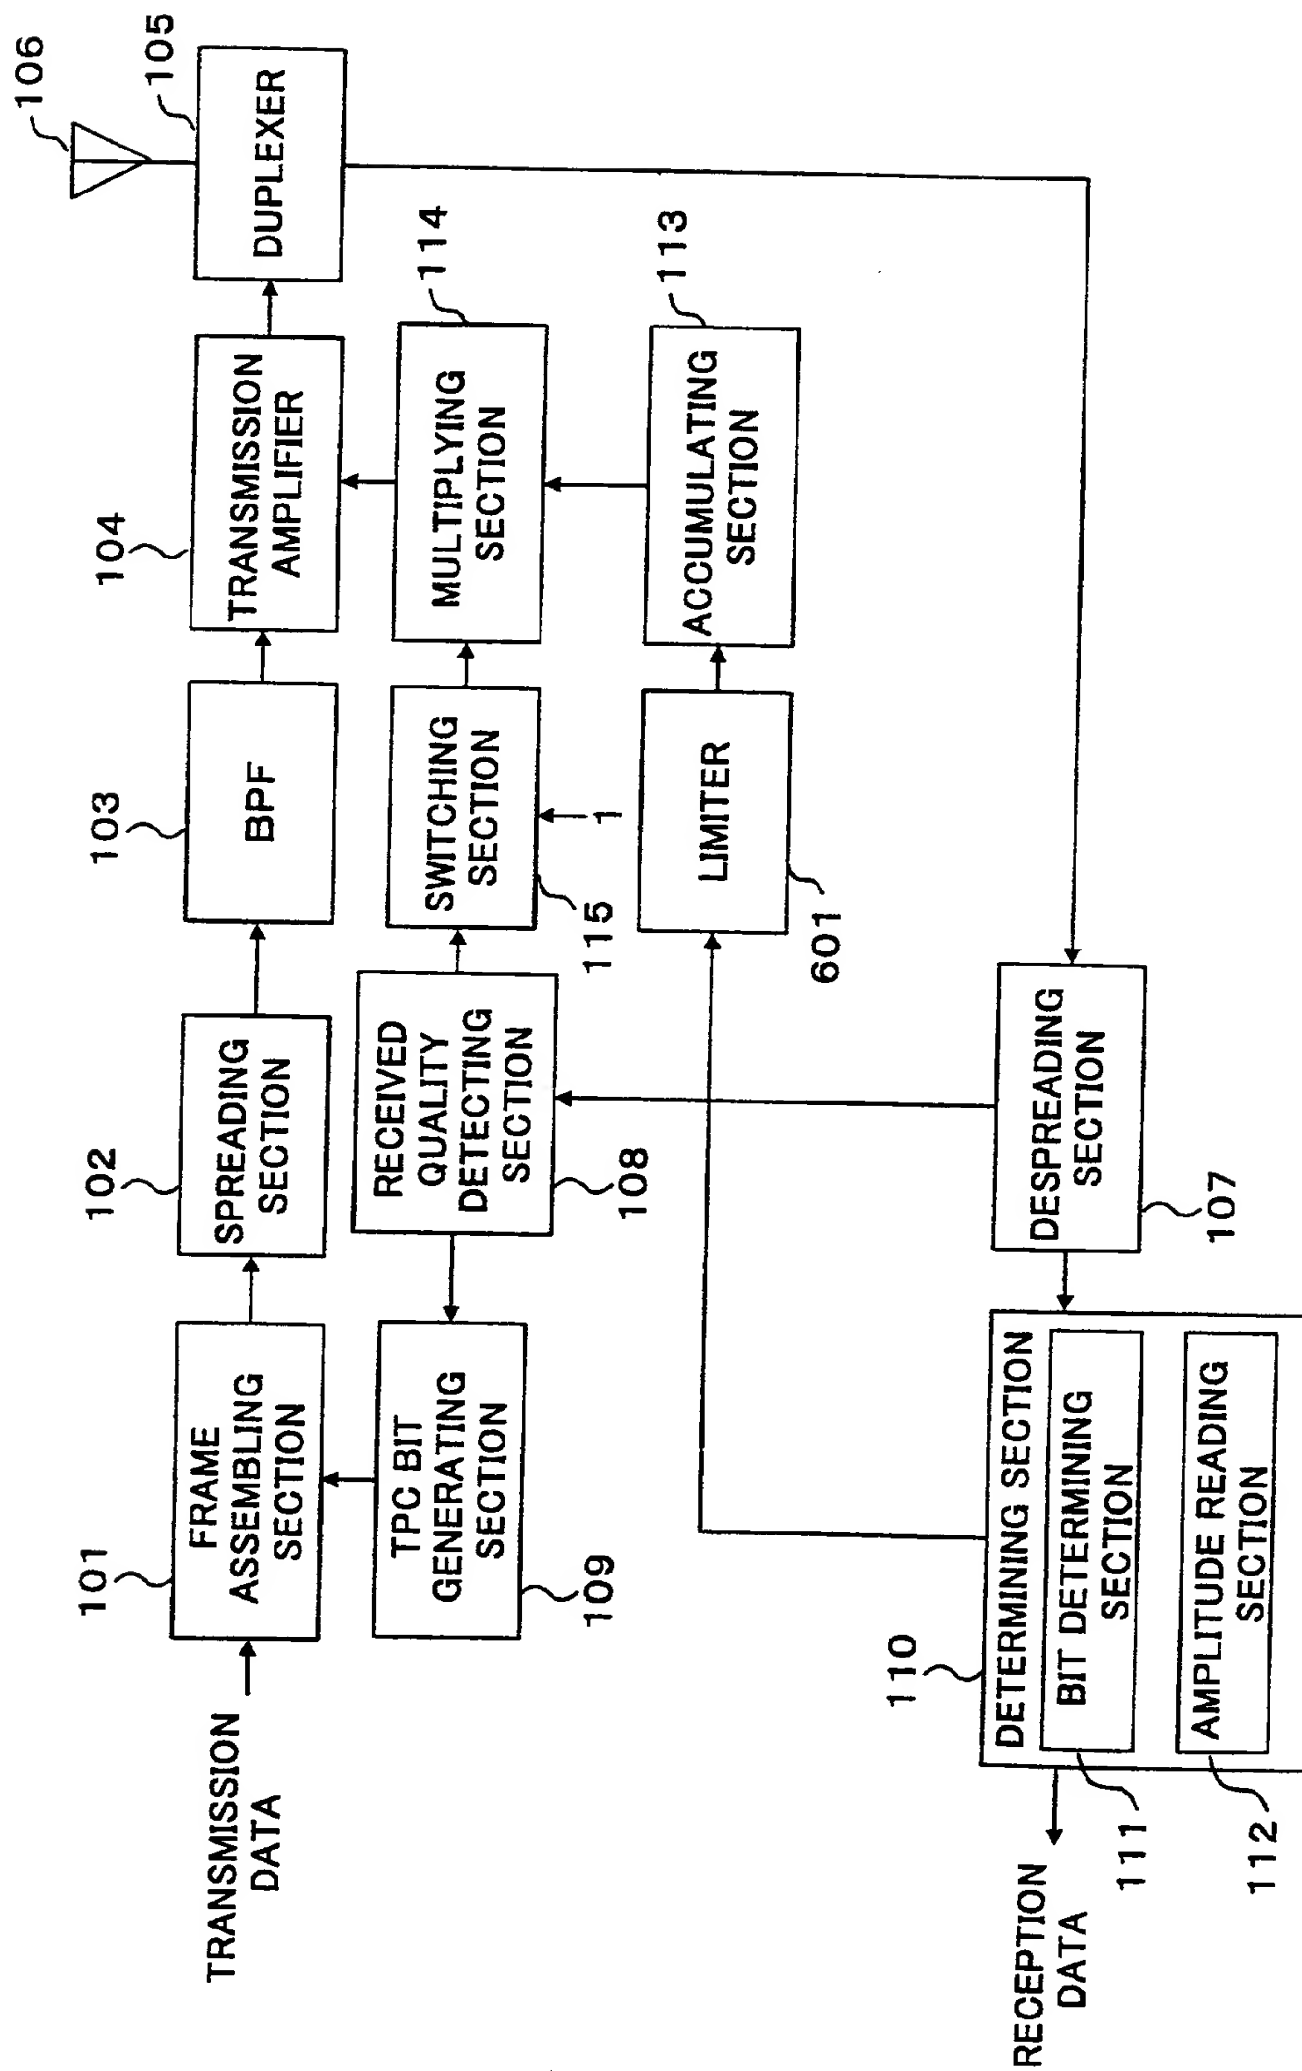 106
105
DUPLEXER
104
TRANSMISSION
AMPLIFIER
114
MULTIPLYING
SECTION
113
ACCUMULATING
SECTION
103
BPF
SWITCHING
SECTION
1
115
LIMITER
601
102
SPREADING
SECTION
RECEIVED
QUALITY
DETECTING
SECTION
108
DESPREADING
SECTION
107
101
FRAME
ASSEMBLING
SECTION
TPC BIT
GENERATING
SECTION
109
110
DETERMINING SECTION
BIT DETERMINING
SECTION
111
AMPLITUDE READING
SECTION
112
TRANSMISSION
DATA
RECEPTION
DATA